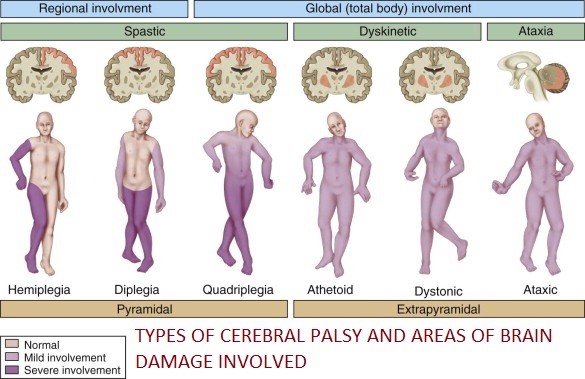 Regional involvment
Global (total body) involvment
Spastic
Dyskinetic
Ataxia
Hemiplegia
Diplegia
Quadriplegia
Athetoid
Dystonic
Ataxic
Pyramidal
Extrapyramidal
Normal
Mild involvement
Severe involvement
TYPES OF CEREBRAL PALSY AND AREAS OF BRAIN
DAMAGE INVOLVED